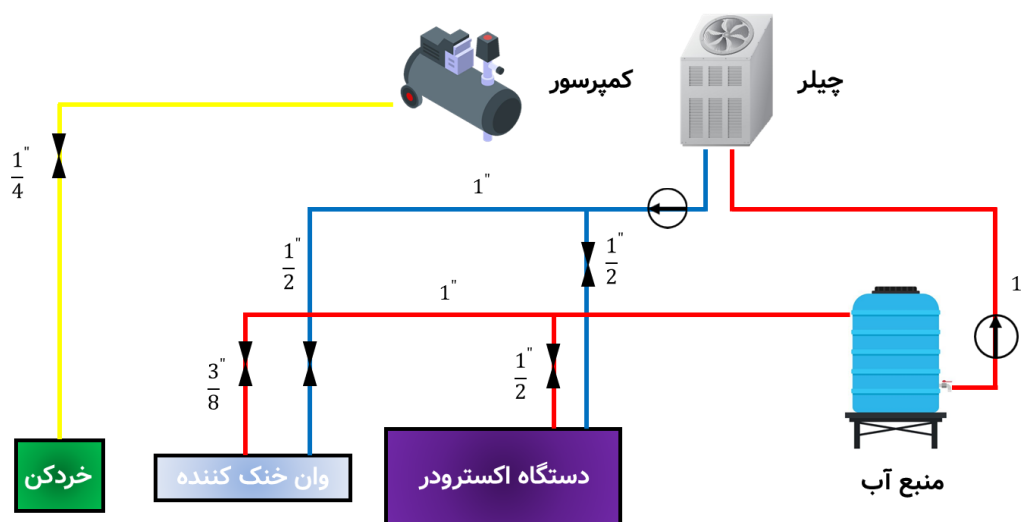 کمپرسور
چیلر
1/4"
1"
1/2"
1/2"
1"
1
3/8"
1/2"
خردکن
وان خنک کننده
دستگاه اکسترودر
منبع آب